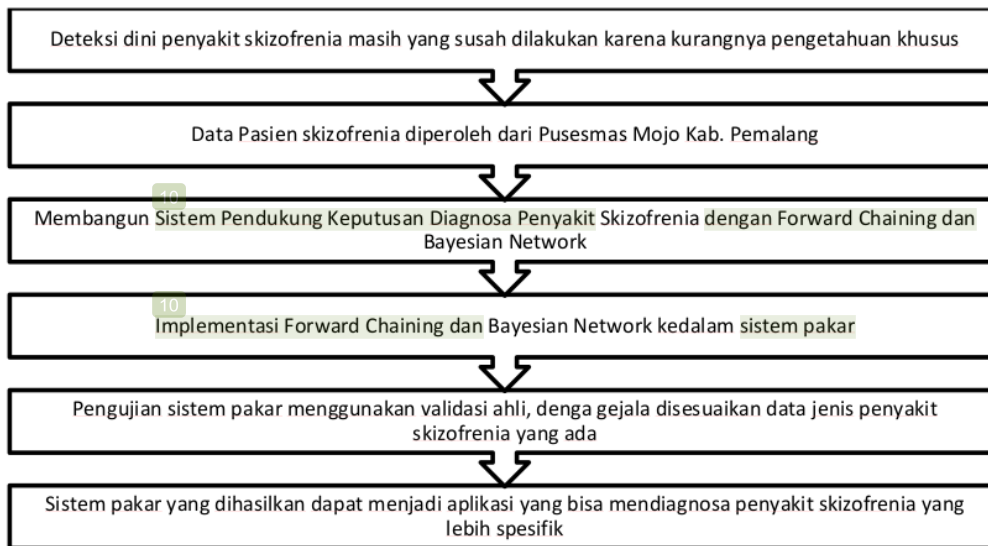 Deteksi dini penyakit skizofrenia masih yang susah dilakukan karena kurangnya pengetahuan khusus
Data Pasien skizofrenia diperoleh dari Pusesmas Mojo Kab. Pemalang
10
Membangun Sistem Pendukung Keputusan Diagnosa Penyakit Skizofrenia dengan Forward Chaining dan
Bayesian Network
10
Implementasi Forward Chaining dan Bayesian Network kedalam sistem pakar
Pengujian sistem pakar menggunakan validasi ahli, denga gejala disesuaikan data jenis penyakit
skizofrenia yang ada
Sistem pakar yang dihasilkan dapat menjadi aplikasi yang bisa mendiagnosa penyakit skizofrenia yang
lebih spesifik